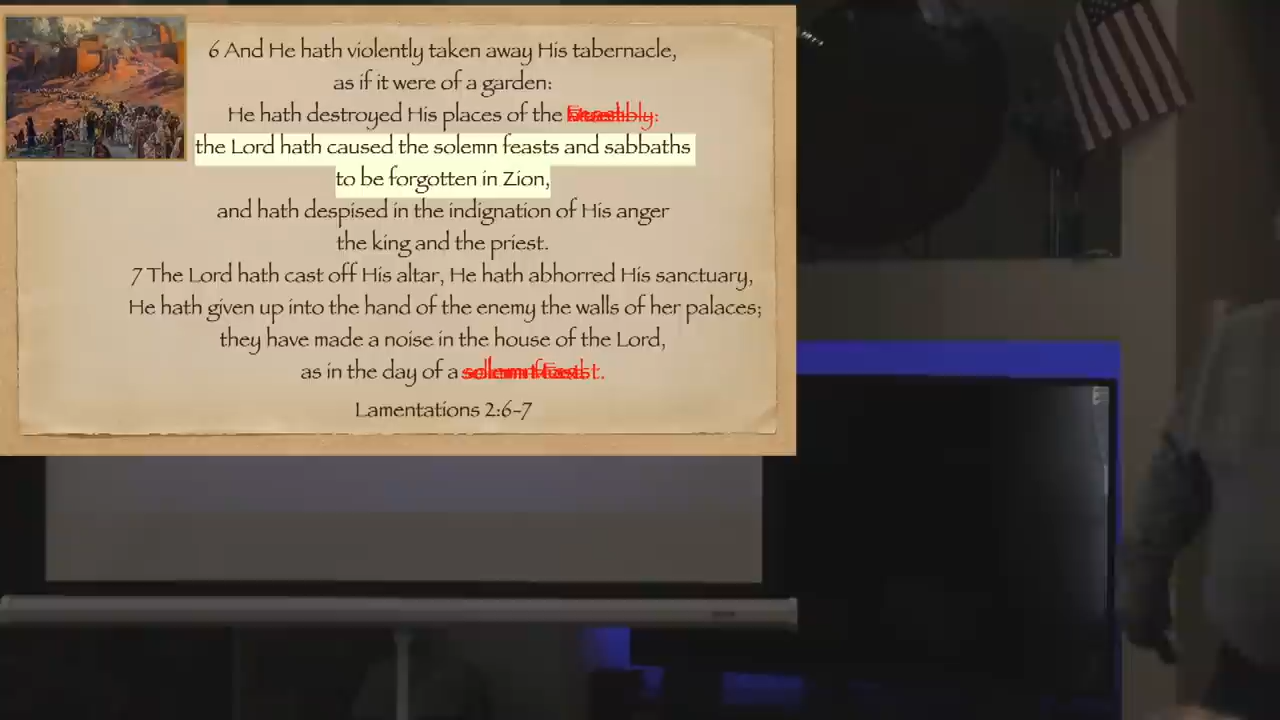 6 And He hath violently taken away His tabernacle,
as if it were of a garden:
He hath destroyed His places of the
the Lord hath caused the solemn feasts and sabbaths
to be forgotten in Zion,
and hath despised in the indignation of His anger
the king and the priest.
7 The Lord hath cast off His altar, He hath abhorred His sanctuary,
He hath given up into the hand of the enemy the walls of her palaces;
they have made a noise in the house of the Lord,
as in the day of a
Lamentations 2:6-7